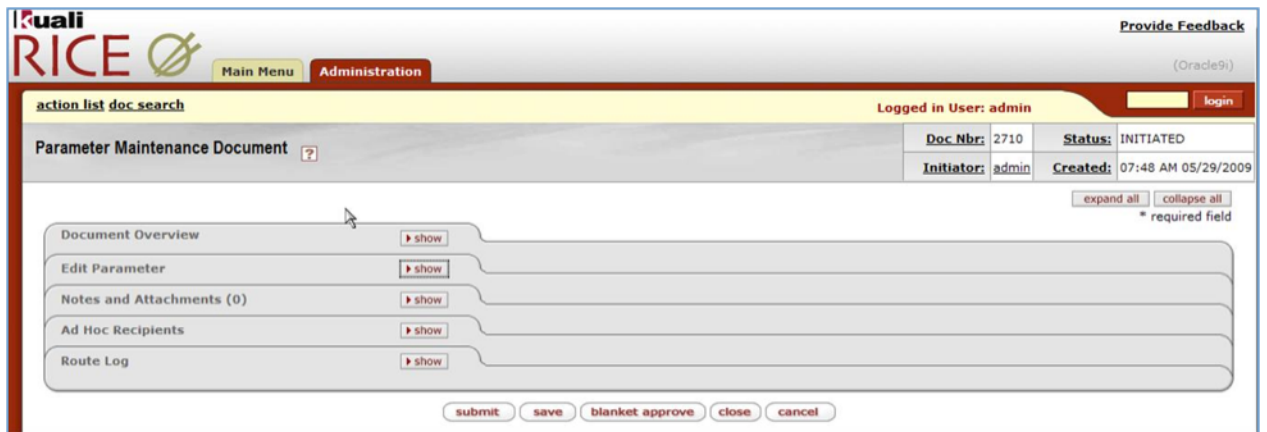 kuali
Provide Feedback
RICE
Main Menu Administration (Oracle9i)
action list doc search Logged in User: admin login
Parameter Maintenance Document ? Doc Nbr: 2710 Status: INITIATED
Initiator: admin Created: 07:48 AM 05/29/2009
expand all collapse all
* required field
Document Overview show
Edit Parameter show
Notes and Attachments (0) show
Ad Hoc Recipients show
Route Log show
submit save blanket approve close cancel